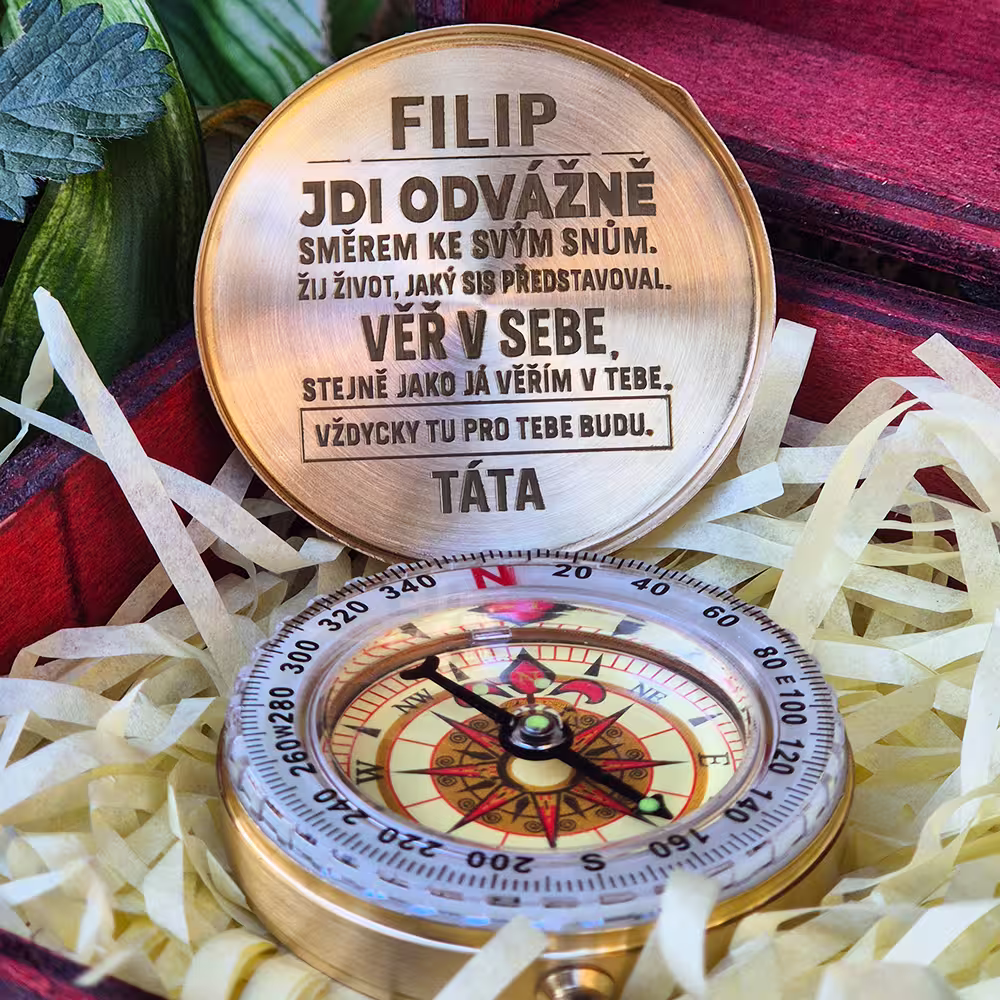 FILIP
JDI ODVÁŽNĚ
SMĚREM KE SVÝM SNŮM.
ŽIJ ŽIVOT, JAKÝ SIS PŘEDSTAVOVAL.
VĚŘ V SEBE,
STEJNĚ JAKO JÁ VĚŘÍM V TEBE.
VŽDYCKY TU PRO TEBE BUDU.
TÁTA
N 20 40 60 80 E 100 120 140 160 S 200 220 240 260 W 280 300 320 340
NW NE
W E